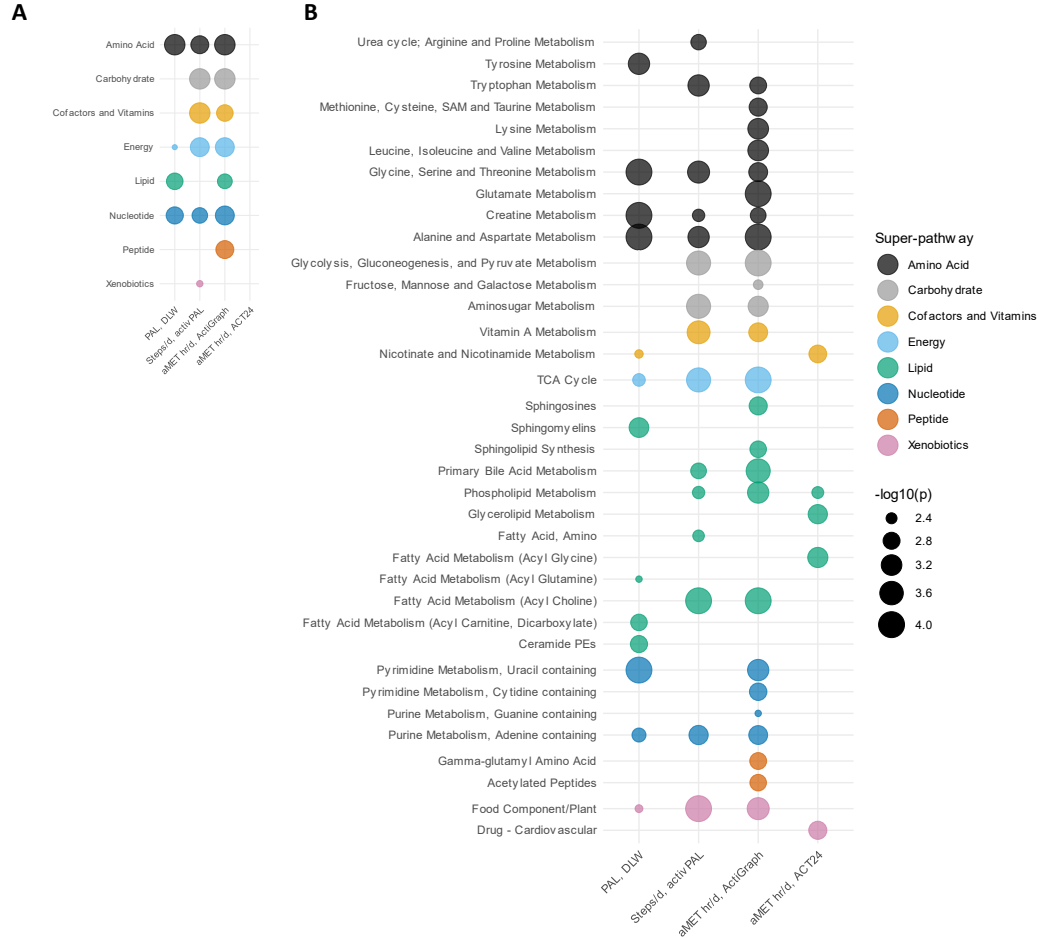 A
Amino Acid
Carbohydrate
Cofactors and Vitamins
Energy
Lipid
Nucleotide
Peptide
Xenobiotics
PAL, DLW
Steps/d, activPAL
aMET hr/d, ActiGraph
aMET hr/d, ACT24
B
Urea cycle; Arginine and Proline Metabolism
Tyrosine Metabolism
Tryptophan Metabolism
Methionine, Cysteine, SAM and Taurine Metabolism
Lysine Metabolism
Leucine, Isoleucine and Valine Metabolism
Glycine, Serine and Threonine Metabolism
Glutamate Metabolism
Creatine Metabolism
Alanine and Aspartate Metabolism
Glycolysis, Gluconeogenesis, and Pyruvate Metabolism
Fructose, Mannose and Galactose Metabolism
Aminosugar Metabolism
Vitamin A Metabolism
Nicotinate and Nicotinamide Metabolism
TCA Cycle
Sphingosines
Sphingomyelins
Sphingolipid Synthesis
Primary Bile Acid Metabolism
Phospholipid Metabolism
Glycerolipid Metabolism
Fatty Acid, Amino
Fatty Acid Metabolism (Acyl Glycine)
Fatty Acid Metabolism (Acyl Glutamine)
Fatty Acid Metabolism (Acyl Choline)
Fatty Acid Metabolism (Acyl Carnitine, Dicarboxylate)
Ceramide PEs
Pyrimidine Metabolism, Uracil containing
Pyrimidine Metabolism, Cytidine containing
Purine Metabolism, Guanine containing
Purine Metabolism, Adenine containing
Gamma-glutamyl Amino Acid
Acetylated Peptides
Food Component/Plant
Drug - Cardiovascular
PAL, DLW
Steps/d, activPAL
aMET hr/d, ActiGraph
aMET hr/d, ACT24
Super-pathway
Amino Acid
Carbohydrate
Cofactors and Vitamins
Energy
Lipid
Nucleotide
Peptide
Xenobiotics
-log10(p)
2.4
2.8
3.2
3.6
4.0